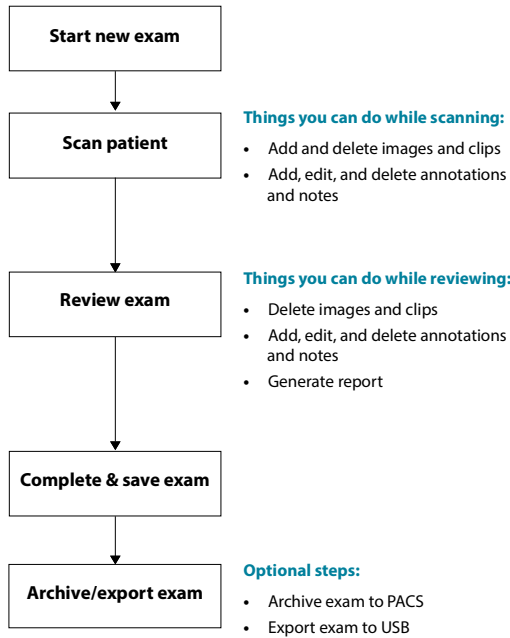 Start new exam
Scan patient
Things you can do while scanning:
• Add and delete images and clips
• Add, edit, and delete annotations
and notes
Review exam
Things you can do while reviewing:
• Delete images and clips
• Add, edit, and delete annotations
and notes
• Generate report
Complete & save exam
Archive/export exam
Optional steps:
• Archive exam to PACS
• Export exam to USB